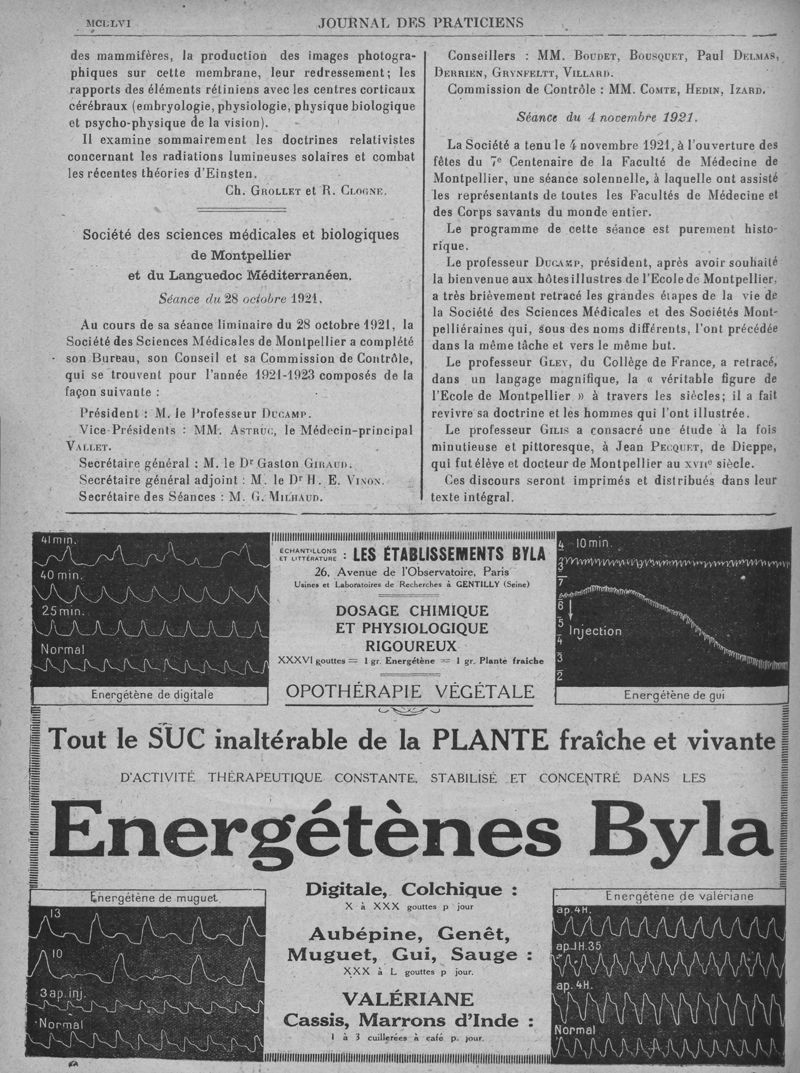 MCLLVI
JOURNAL DES PRATICIENS
des mammifères, la production des images photogra-
phiques sur cette membrane, leur redressement; les
rapports des éléments rétiniens avec les centres corticaux
cérébraux (embryologie, physiologie, physique biologique
et psycho-physique de la vision).
Il examine sommairement les doctrines relativistes
concernant les radiations lumineuses solaires et combat
les récentes théories d'Einsten.
Ch. GROLLET et R. CLOGNE.
Société des sciences médicales et biologiques
de Montpellier
et du Languedoc Méditerranéen.
Séance du 28 octobre 1921.
Au cours de sa séance liminaire du 28 octobre 1921, la
Société des Sciences Médicales de Montpellier a complété
son Bureau, son Conseil et sa Commission de Contrôle,
qui se trouvent pour l'année 1921-1923 composés de la
façon suivante :
Président : M. le Professeur DUCAMP.
Vice-Présidents : MM. ASTRUC, le Médecin-principal
VALLET.
Secrétaire général : M. le Dr Gaston GIRAUD.
Secrétaire général adjoint : M. le Dr H. E. VINON.
Secrétaire des Séances : M. G. MILHAUD.
Conseillers : MM. BOUDET, BOUSQUET, Paul DELMAS,
DERRIEN, GRYNFELTT, VILLARD.
Commission de Contrôle : MM. COMTE, HEDIN, IZARD.
Séance du 4 novembre 1921.
La Société a tenu le 4 novembre 1921, à l'ouverture des
fêtes du 7e Centenaire de la Faculté de Médecine de
Montpellier, une séance solennelle, à laquelle ont assisté
les représentants de toutes les Facultés de Médecine et
des Corps savants du monde entier.
Le programme de cette séance est purement histo-
rique.
Le professeur DUCAMP, président, après avoir souhaité
la bienvenue aux hôtes illustres de l'Ecole de Montpellier,
a très brièvement retracé les grandes étapes de la vie de
la Société des Sciences Médicales et des Sociétés Mont-
pelliéraines qui, sous des noms différents, l'ont précédée
dans la même tâche et vers le même but.
Le professeur GLEY, du Collège de France, a retracé,
dans un langage magnifique, la « véritable figure de
l'Ecole de Montpellier » à travers les siècles; il a fait
revivre sa doctrine et les hommes qui l'ont illustrée.
Le professeur GILIS a consacré une étude à la fois
minutieuse et pittoresque, à Jean PECQUET, de Dieppe,
qui fut élève et docteur de Montpellier au XVIIe siècle.
Ces discours seront imprimés et distribués dans leur
texte intégral.
41 min.
40 min.
25 min.
Normal
Energétène de digitale
ÉCHANTILLONS
ET LITTÉRATURE : LES ÉTABLISSEMENTS BYLA
26, Avenue de l'Observatoire, Paris
Usines et Laboratoires de Recherches à GENTILLY (Seine)
DOSAGE CHIMIQUE
ET PHYSIOLOGIQUE
RIGOUREUX
XXXVI gouttes = 1 gr. Energétène = 1 gr. Plante fraîche
OPOTHÉRAPIE VÉGÉTALE
4
10 min.
3
7
6
5
Injection
4
3
2
Energétène de gui
Tout le SUC inaltérable de la PLANTE fraîche et vivante
D'ACTIVITÉ THÉRAPEUTIQUE CONSTANTE, STABILISÉ ET CONCENTRÉ DANS LES
Energétènes Byla
Energétène de muguet
13
10
3 ap. inj.
Normal
Digitale, Colchique :
X à XXX gouttes p jour
Aubépine, Genêt,
Muguet, Gui, Sauge :
XXX à L gouttes p jour.
VALÉRIANE
Cassis, Marrons d'Inde :
1 à 3 cuillerées à café p. jour.
Energétène de valériane
ap. 4H.
ap. 1H.35
ap. 4H.
Normal